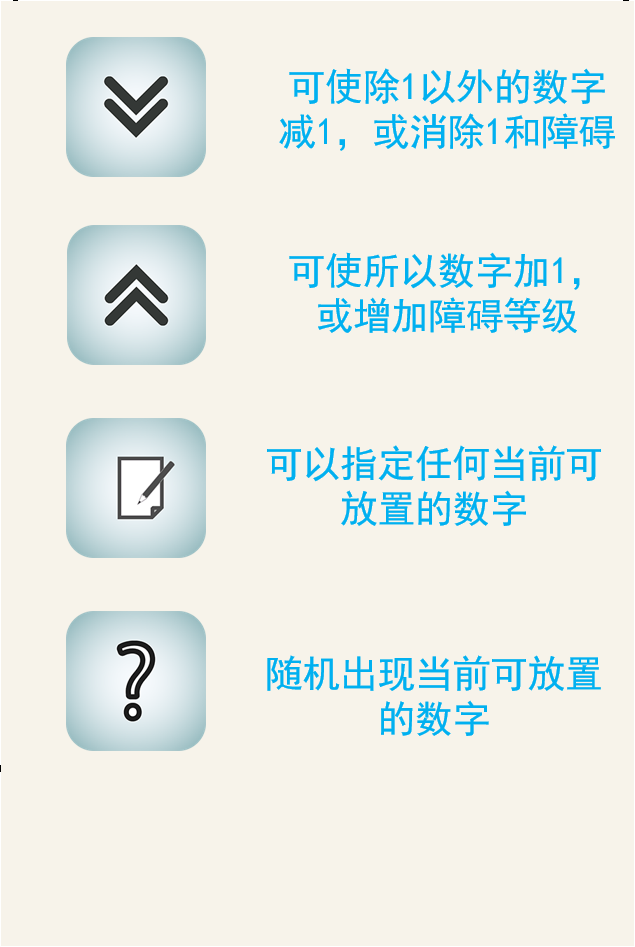 可使除1以外的数字
减1，或消除1和障碍
可使所以数字加1，
或增加障碍等级
可以指定任何当前可
放置的数字
随机出现当前可放置
的数字